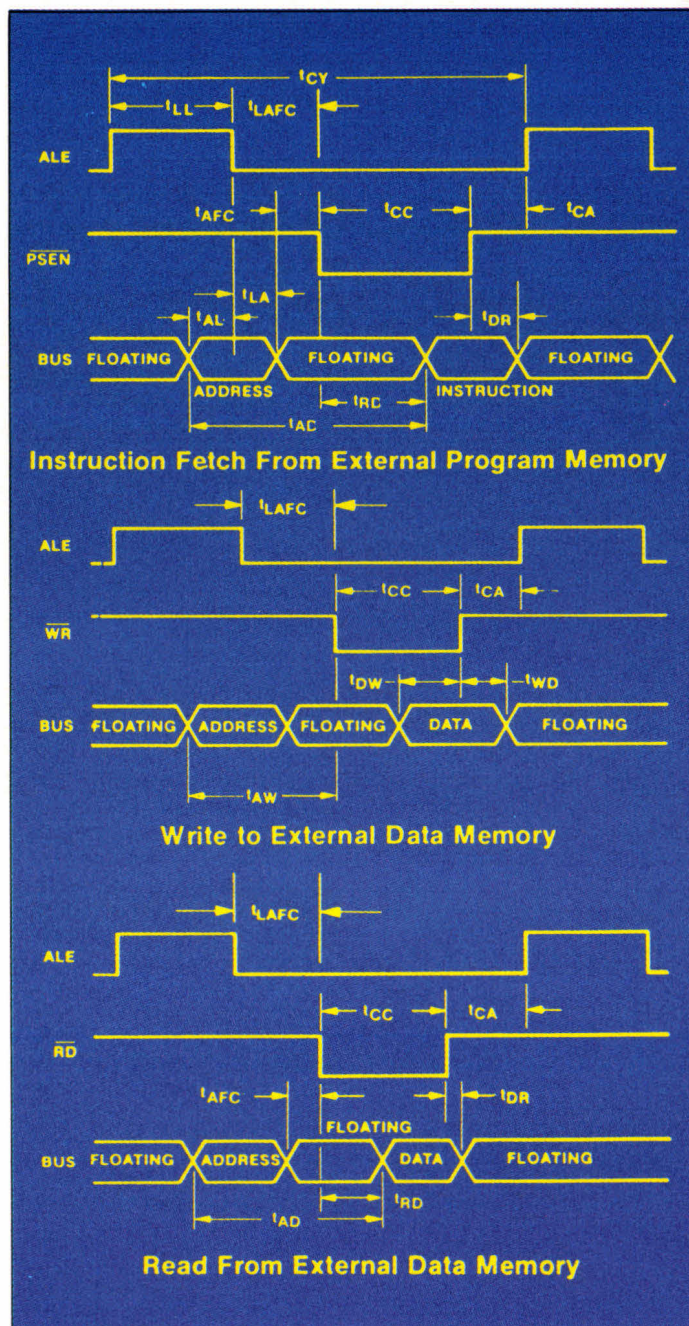 tCY
tLL tLAFC
ALE
tAFC tCC tCA
PSEN
tLA
tAL tDR
BUS FLOATING FLOATING FLOATING
ADDRESS tRD INSTRUCTION
tAD
Instruction Fetch From External Program Memory
tLAFC
ALE
tCC tCA
WR
tDW tWD
BUS FLOATING ADDRESS FLOATING DATA FLOATING
tAW
Write to External Data Memory
tLAFC
ALE
tCC tCA
RD
tAFC tDR
FLOATING
BUS FLOATING ADDRESS DATA FLOATING
tRD
tAD
Read From External Data Memory